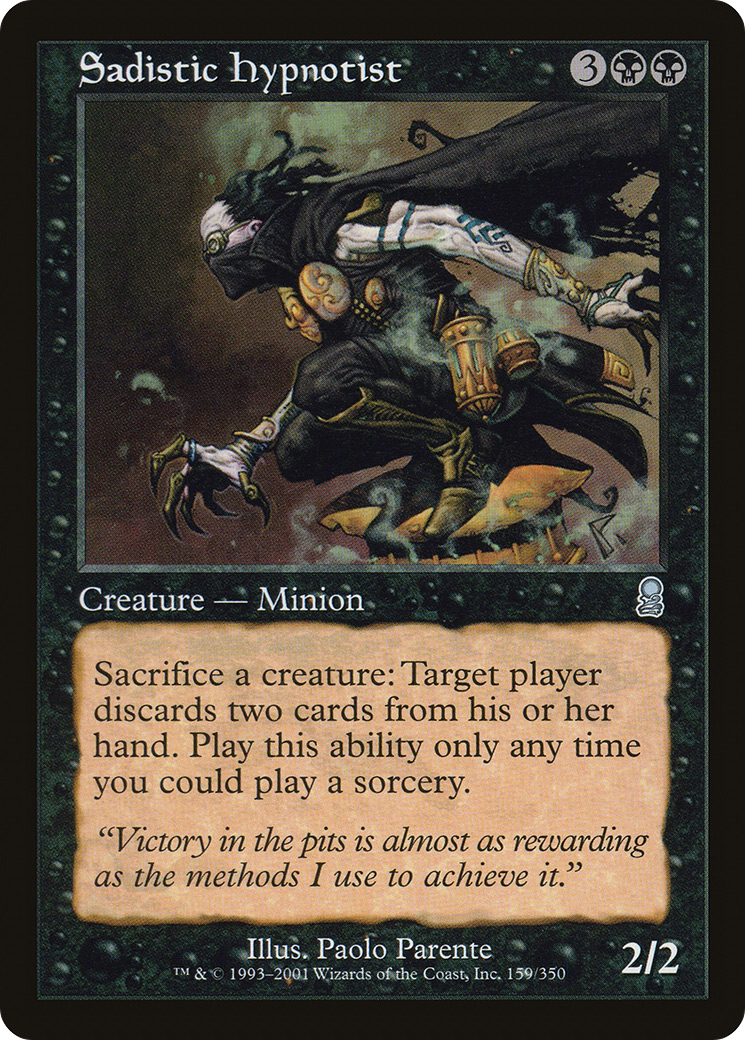 Sadistic Hypnotist
3
Creature — Minion
Sacrifice a creature: Target player
discards two cards from his or her
hand. Play this ability only any time
you could play a sorcery.
“Victory in the pits is almost as rewarding
as the methods I use to achieve it.”
Illus. Paolo Parente
2/2
™ & © 1993–2001 Wizards of the Coast, Inc. 159/350